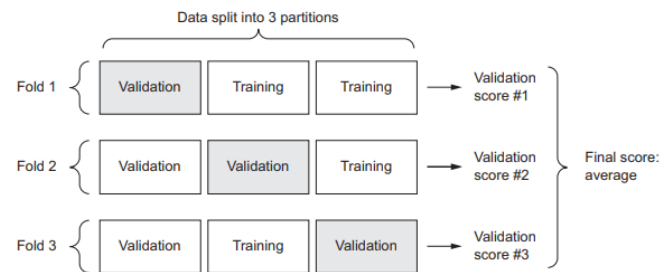 Data split into 3 partitions
Fold 1
Validation
Training
Training
Validation
score #1
Fold 2
Validation
Validation
Training
Validation
score #2
Final score:
average
Fold 3
Validation
Training
Validation
Validation
score #3